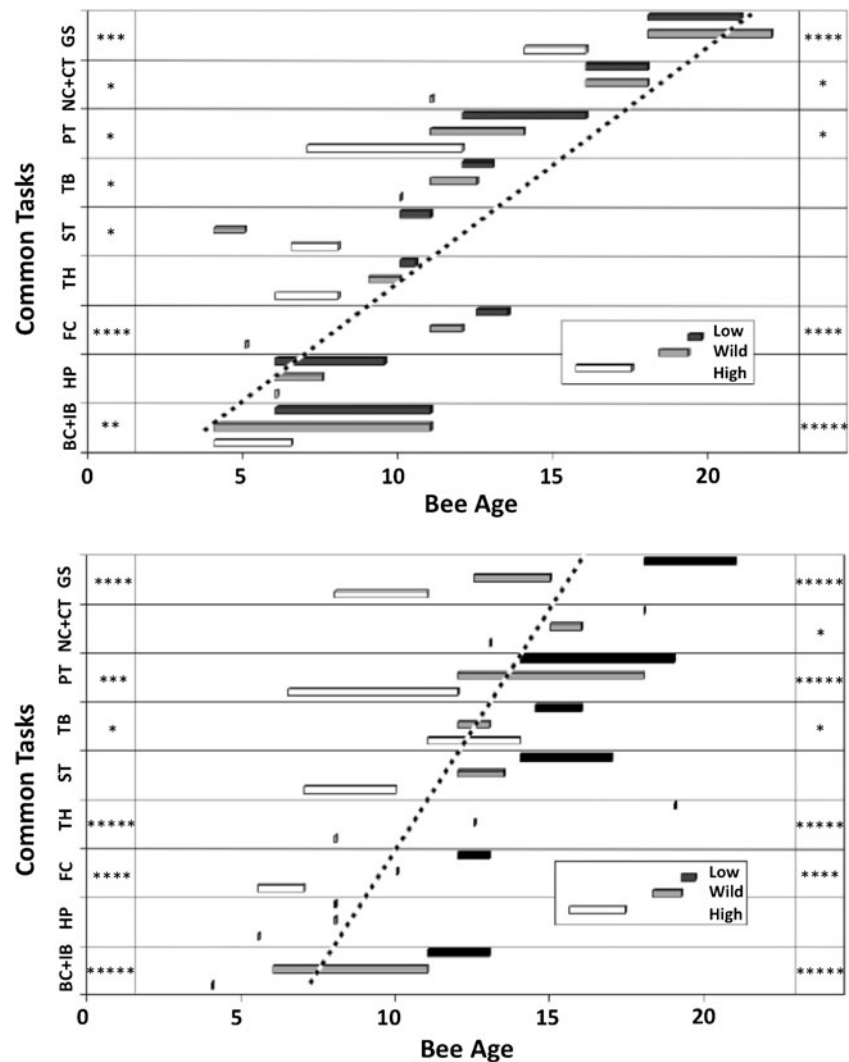 Common Tasks
GS
***
****
NC+CT
*
*
PT
*
*
TB
*
ST
*
TH
FC
****
****
HP
BC+IB
**
*****
Low
Wild
High
0
5
10
15
20
Bee Age
Common Tasks
GS
****
*****
NC+CT
*
PT
***
*****
TB
*
*
ST
TH
*****
*****
FC
****
****
HP
BC+IB
*****
*****
Low
Wild
High
0
5
10
15
20
Bee Age